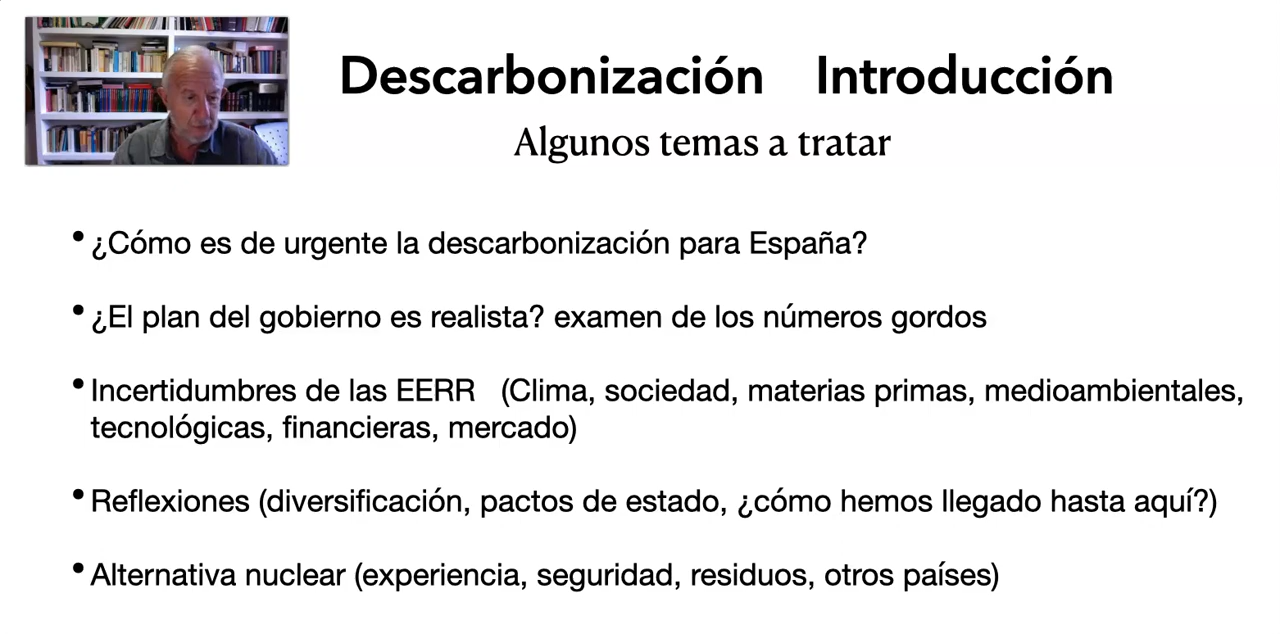 Descarbonización Introducción
Algunos temas a tratar
• ¿Cómo es de urgente la descarbonización para España?
• ¿El plan del gobierno es realista? examen de los números gordos
• Incertidumbres de las EERR (Clima, sociedad, materias primas, medioambientales,
tecnológicas, financieras, mercado)
• Reflexiones (diversificación, pactos de estado, ¿cómo hemos llegado hasta aquí?)
• Alternativa nuclear (experiencia, seguridad, residuos, otros países)